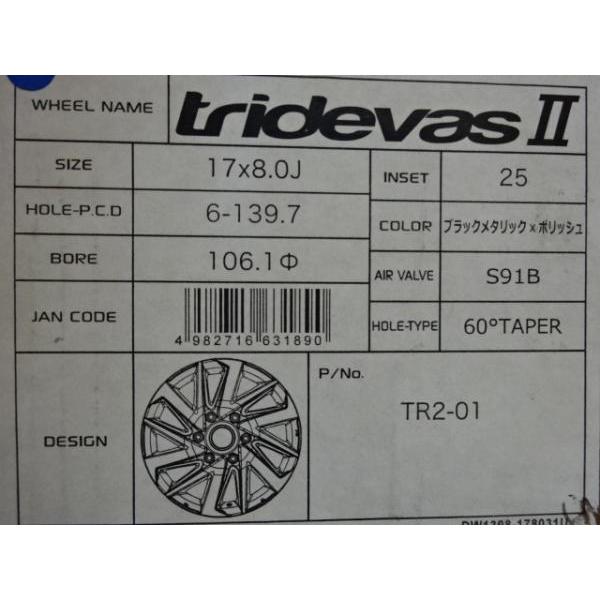 WHEEL NAME
tridevas II
SIZE
17x8.0J
INSET
25
HOLE-P.C.D
6-139.7
COLOR
ブラックメタリック×ポリッシュ
BORE
106.1Φ
AIR VALVE
S91B
JAN CODE
4 982716 631890
HOLE-TYPE
60°TAPER
DESIGN
P/No.
TR2-01